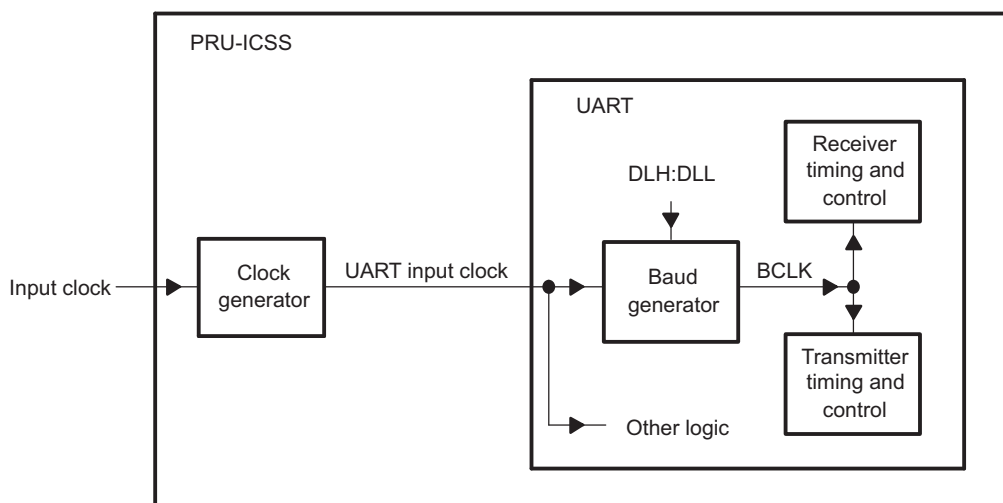 PRU-ICSS
UART
Receiver
timing and
control
DLH:DLL
Input clock
Clock
generator
UART input clock
Baud
generator
BCLK
Transmitter
timing and
control
Other logic